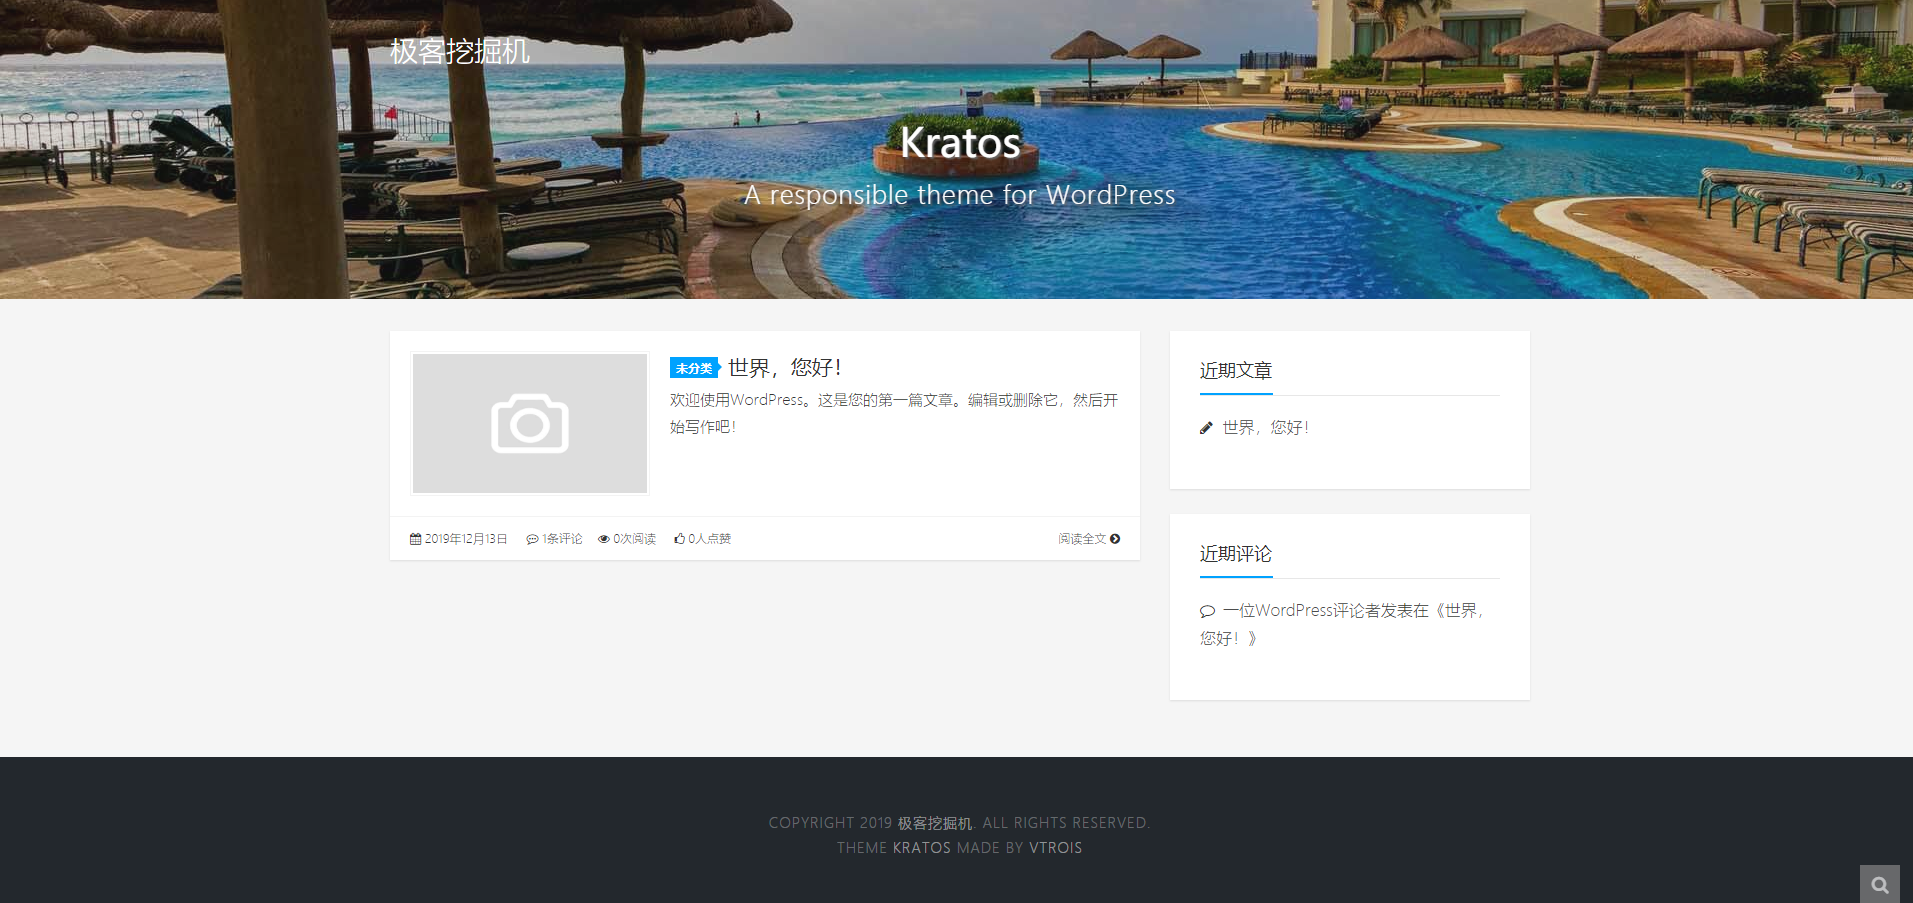 极客挖掘机
Kratos
A responsible theme for WordPress
未分类 世界，您好！
欢迎使用WordPress。这是您的第一篇文章。编辑或删除它，然后开
始写作吧！
2019年12月13日 1条评论 0次阅读 0人点赞 阅读全文
近期文章
世界，您好！
近期评论
一位WordPress评论者发表在《世界，
您好！》
COPYRIGHT 2019 极客挖掘机. ALL RIGHTS RESERVED.
THEME KRATOS MADE BY VTROIS